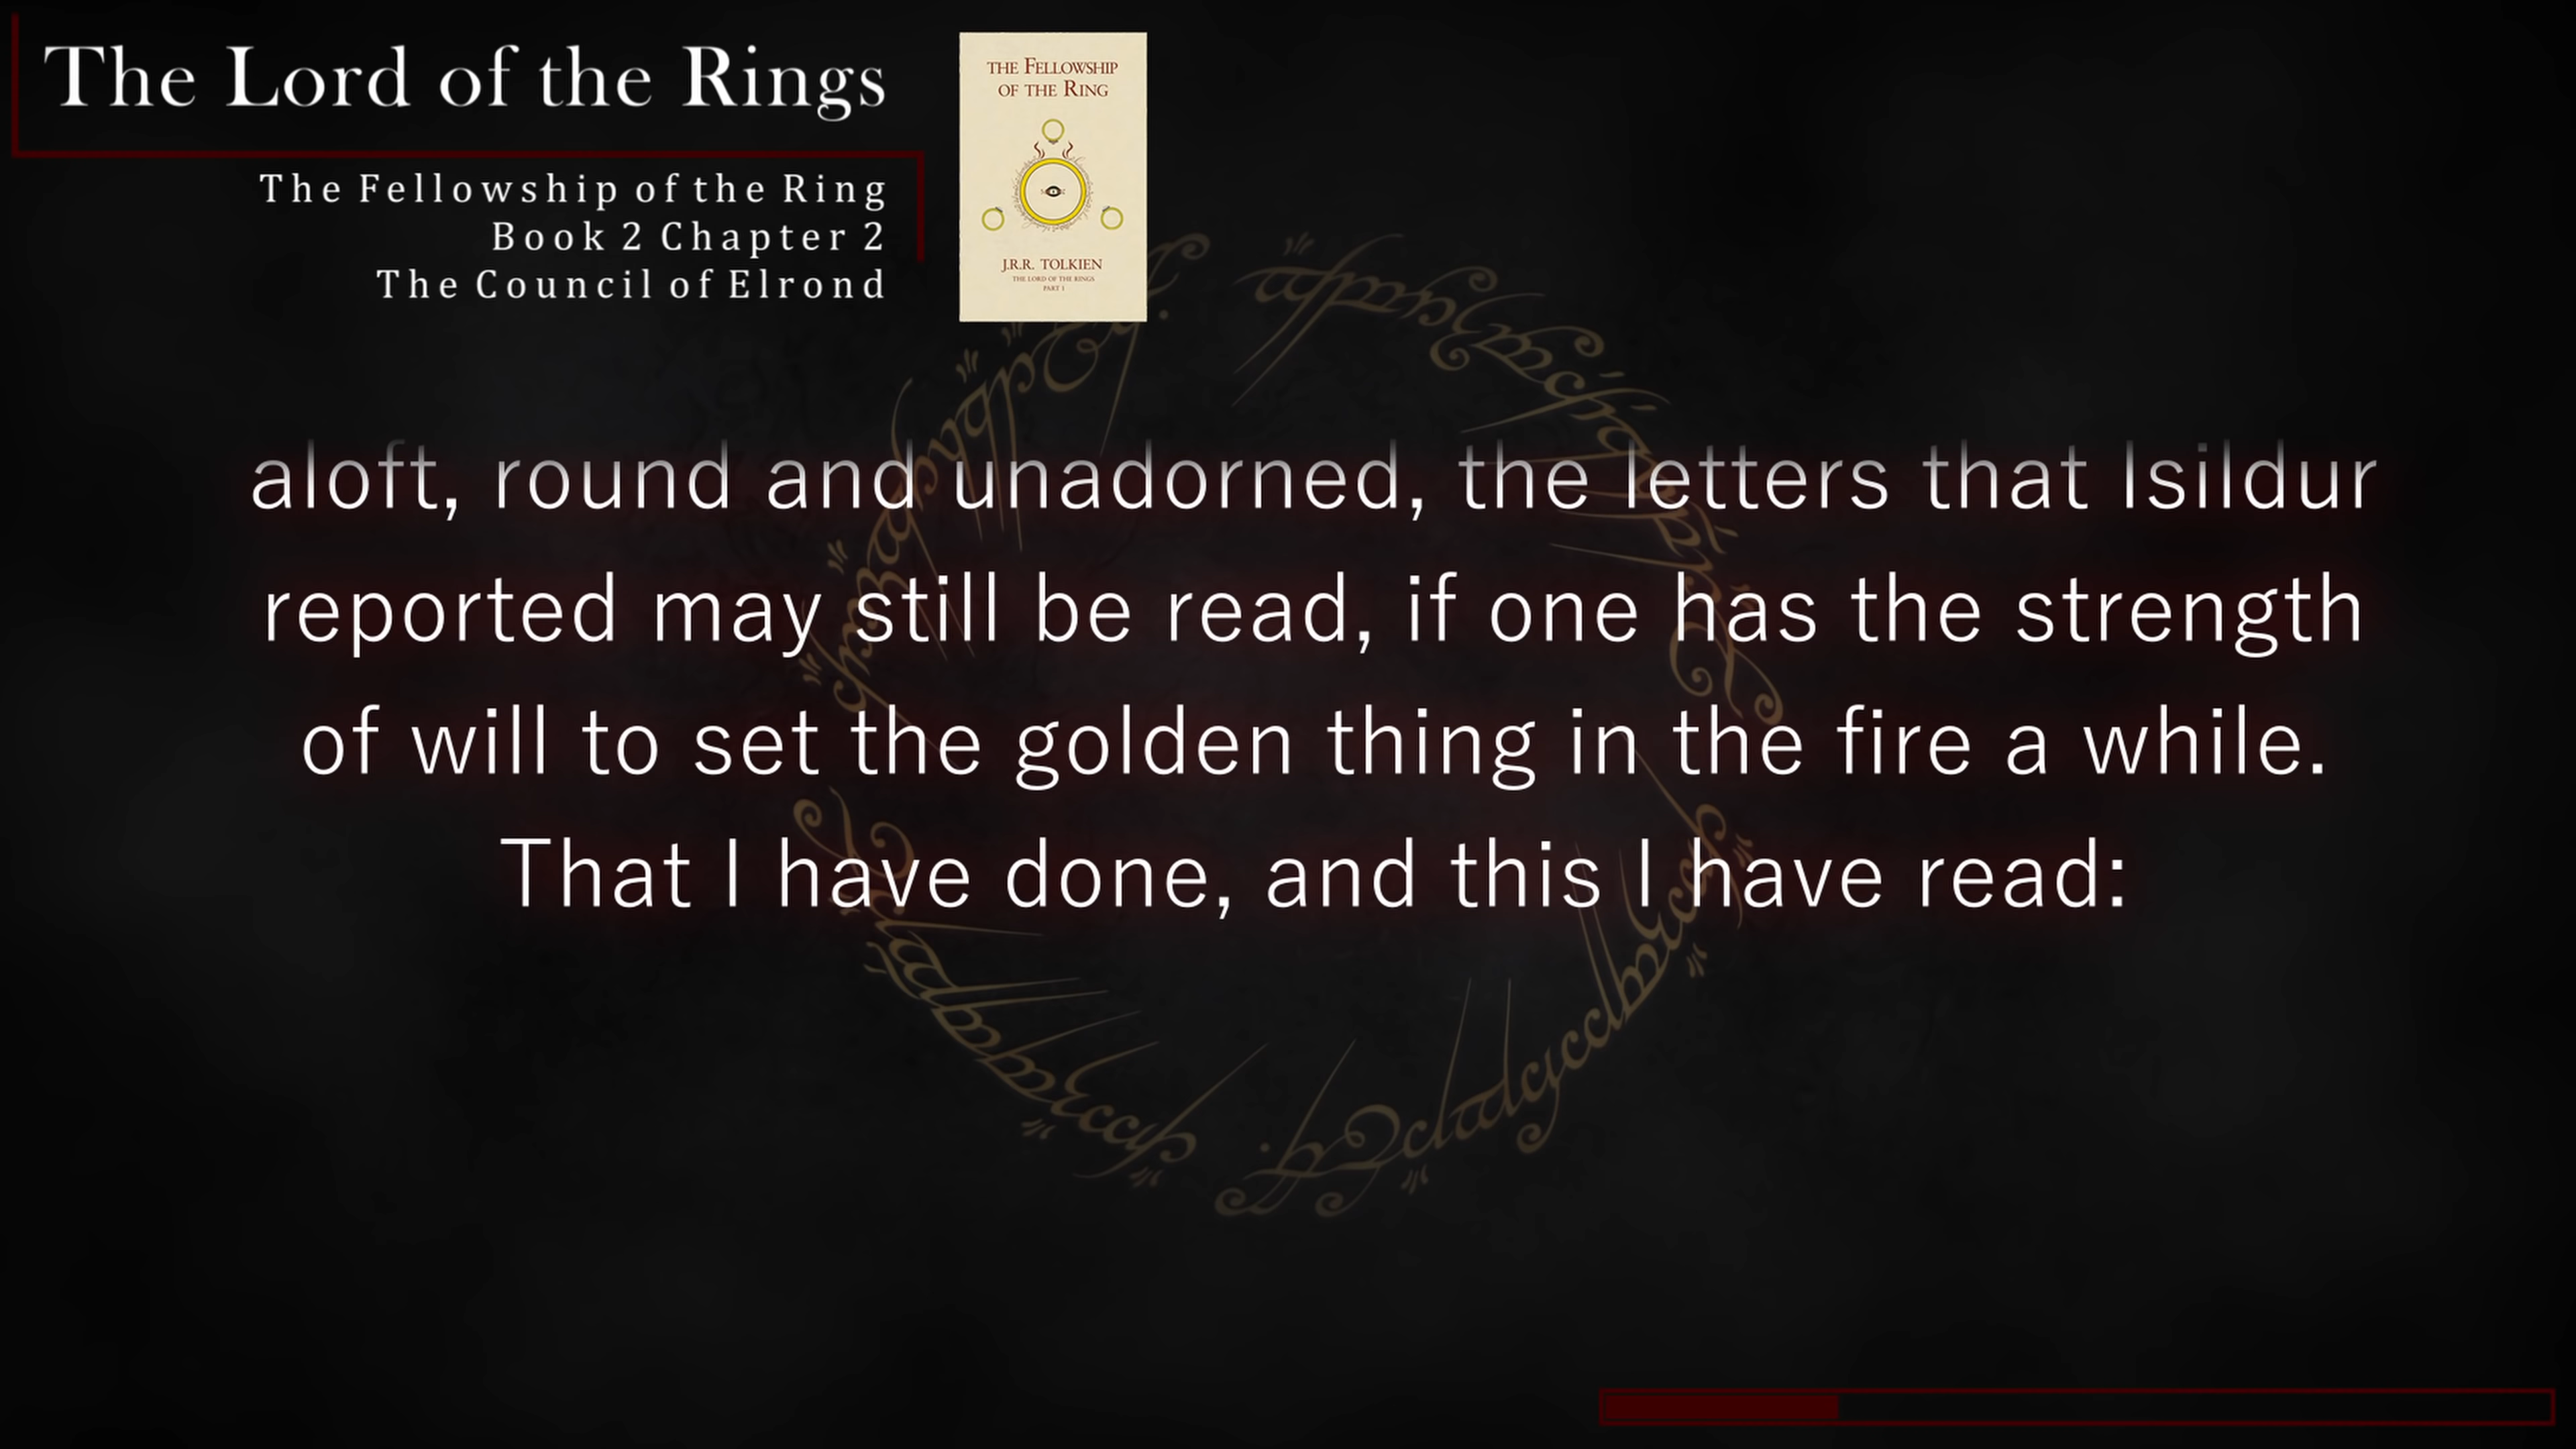 The Lord of the Rings
The Fellowship of the Ring
Book 2 Chapter 2
The Council of Elrond
THE FELLOWSHIP
OF THE RING
J.R.R. TOLKIEN
THE LORD OF THE RINGS
PART 1
aloft, round and unadorned, the letters that Isildur
reported may still be read, if one has the strength
of will to set the golden thing in the fire a while.
That I have done, and this I have read: